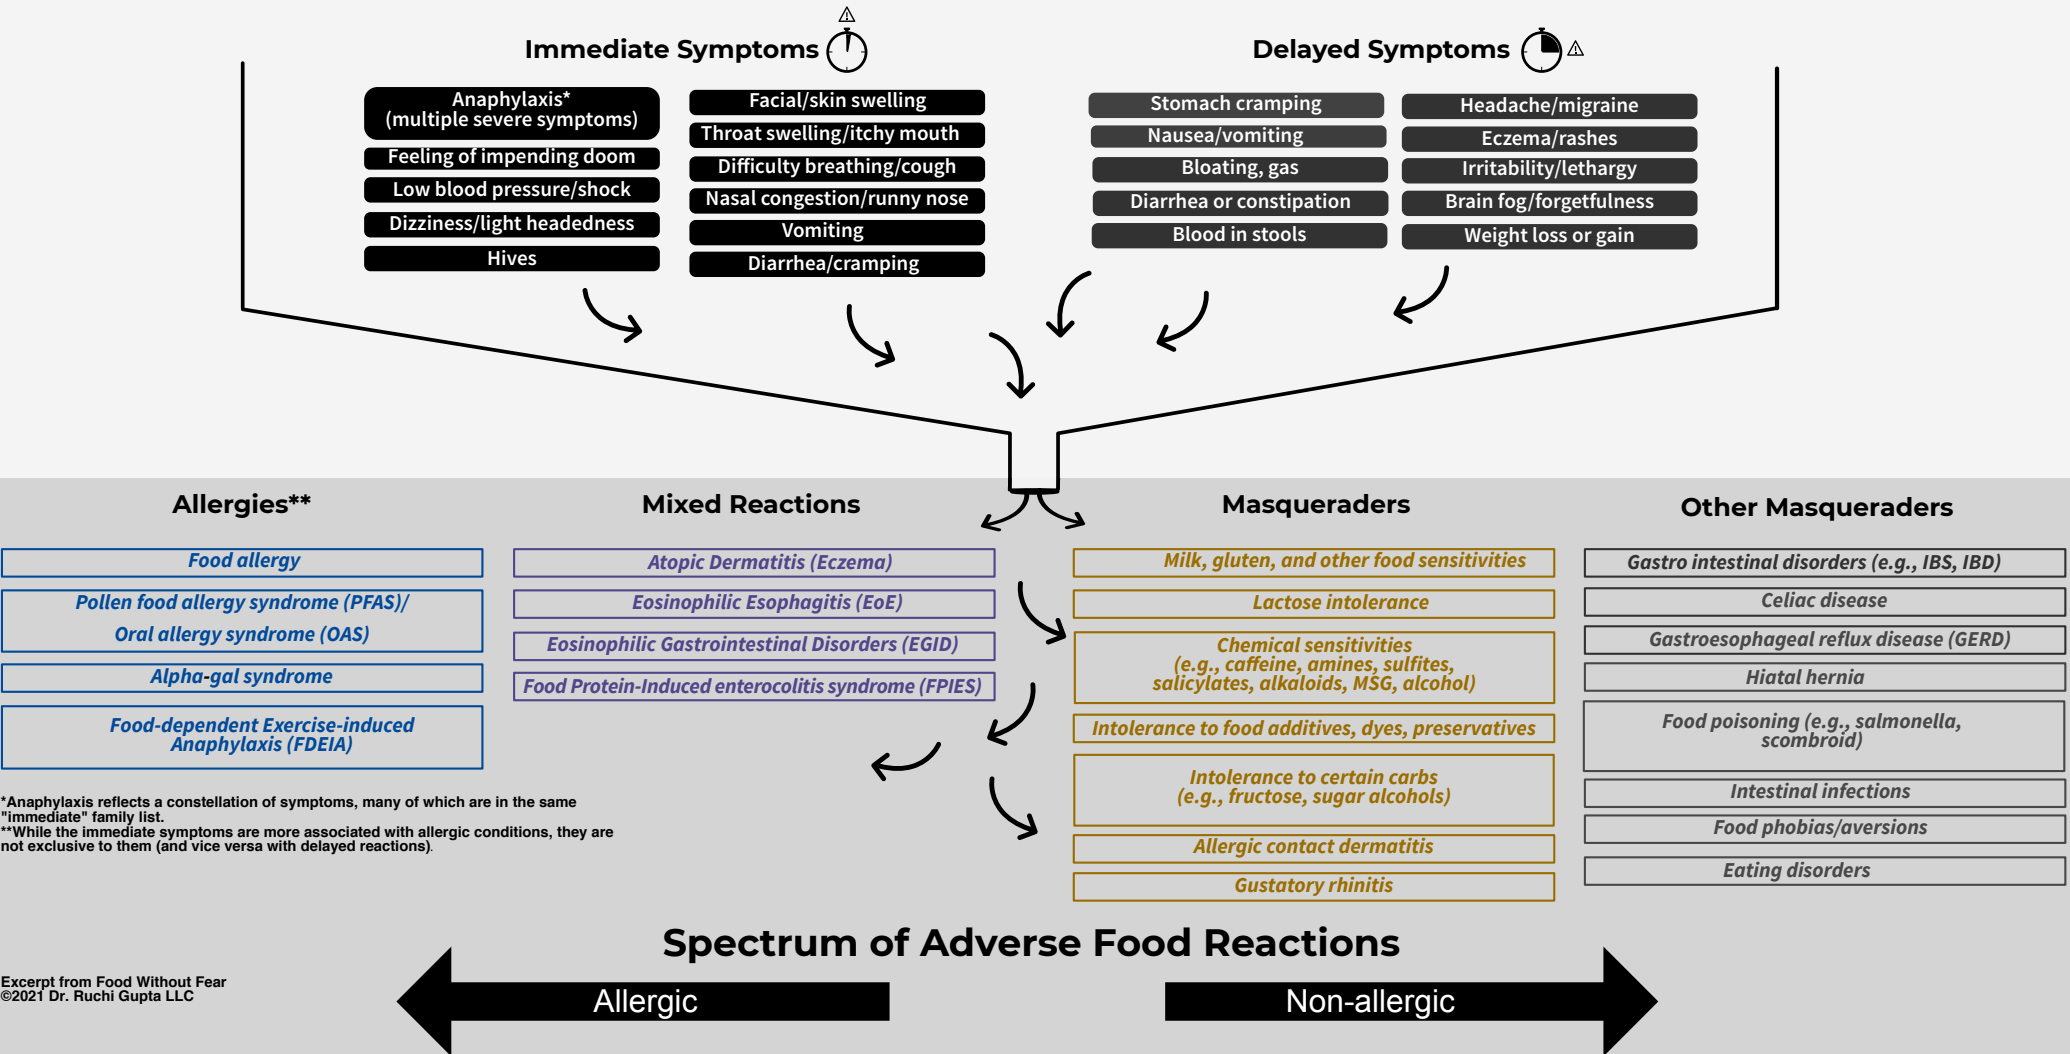 Immediate Symptoms
Anaphylaxis*
(multiple severe symptoms)
Feeling of impending doom
Low blood pressure/shock
Dizziness/light headedness
Hives
Facial/skin swelling
Throat swelling/itchy mouth
Difficulty breathing/cough
Nasal congestion/runny nose
Vomiting
Diarrhea/cramping
Delayed Symptoms
Stomach cramping
Nausea/vomiting
Bloating, gas
Diarrhea or constipation
Blood in stools
Headache/migraine
Eczema/rashes
Irritability/lethargy
Brain fog/forgetfulness
Weight loss or gain
Allergies**
Food allergy
Pollen food allergy syndrome (PFAS)/
Oral allergy syndrome (OAS)
Alpha-gal syndrome
Food-dependent Exercise-induced
Anaphylaxis (FDEIA)
Mixed Reactions
Atopic Dermatitis (Eczema)
Eosinophilic Esophagitis (EoE)
Eosinophilic Gastrointestinal Disorders (EGID)
Food Protein-Induced enterocolitis syndrome (FPIES)
Masqueraders
Milk, gluten, and other food sensitivities
Lactose intolerance
Chemical sensitivities
(e.g., caffeine, amines, sulfites,
salicylates, alkaloids, MSG, alcohol)
Intolerance to food additives, dyes, preservatives
Intolerance to certain carbs
(e.g., fructose, sugar alcohols)
Allergic contact dermatitis
Gustatory rhinitis
Other Masqueraders
Gastro intestinal disorders (e.g., IBS, IBD)
Celiac disease
Gastroesophageal reflux disease (GERD)
Hiatal hernia
Food poisoning (e.g., salmonella,
scombroid)
Intestinal infections
Food phobias/aversions
Eating disorders
*Anaphylaxis reflects a constellation of symptoms, many of which are in the same
"immediate" family list.
**While the immediate symptoms are more associated with allergic conditions, they are
not exclusive to them (and vice versa with delayed reactions).
Spectrum of Adverse Food Reactions
Allergic
Non-allergic
Excerpt from Food Without Fear
©2021 Dr. Ruchi Gupta LLC